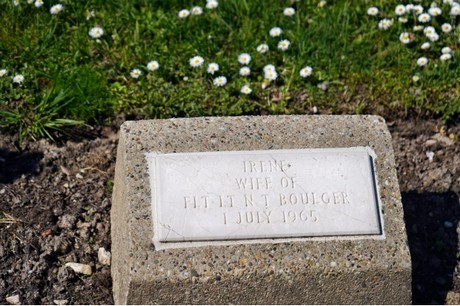 IRENE
WIFE OF
FLT LT N T BOULGER
1 JULY 1965